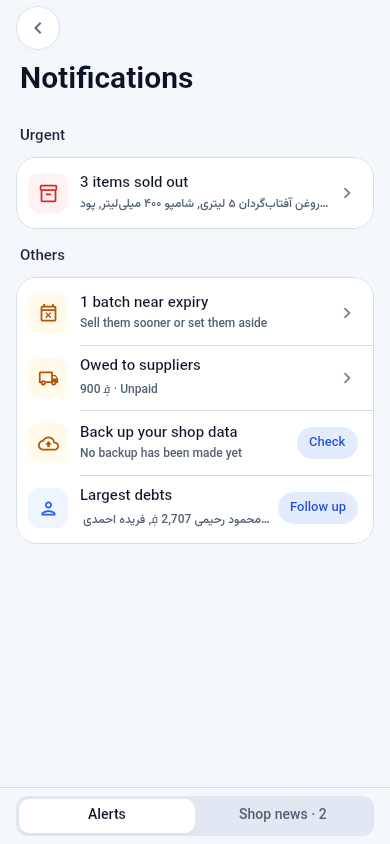 Notifications
Urgent
3 items sold out
روغن آفتاب‌گردان ۵ لیتری, شامپو ۴۰۰ میلی‌لیتر, پود…
Others
1 batch near expiry
Sell them sooner or set them aside
Owed to suppliers
900 ؋ · Unpaid
Back up your shop data
No backup has been made yet
Check
Largest debts
محمود رحیمی 2,707 ؋, فریده احمدی…
Follow up
Alerts
Shop news · 2